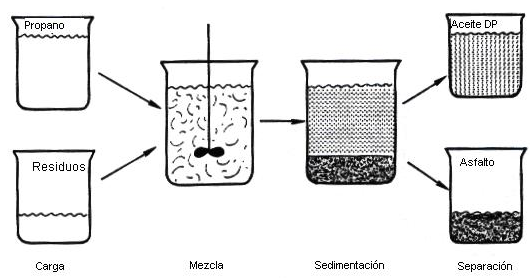 Propano
Aceite DP
Residuos
Asfalto
Carga
Mezcla
Sedimentación
Separación